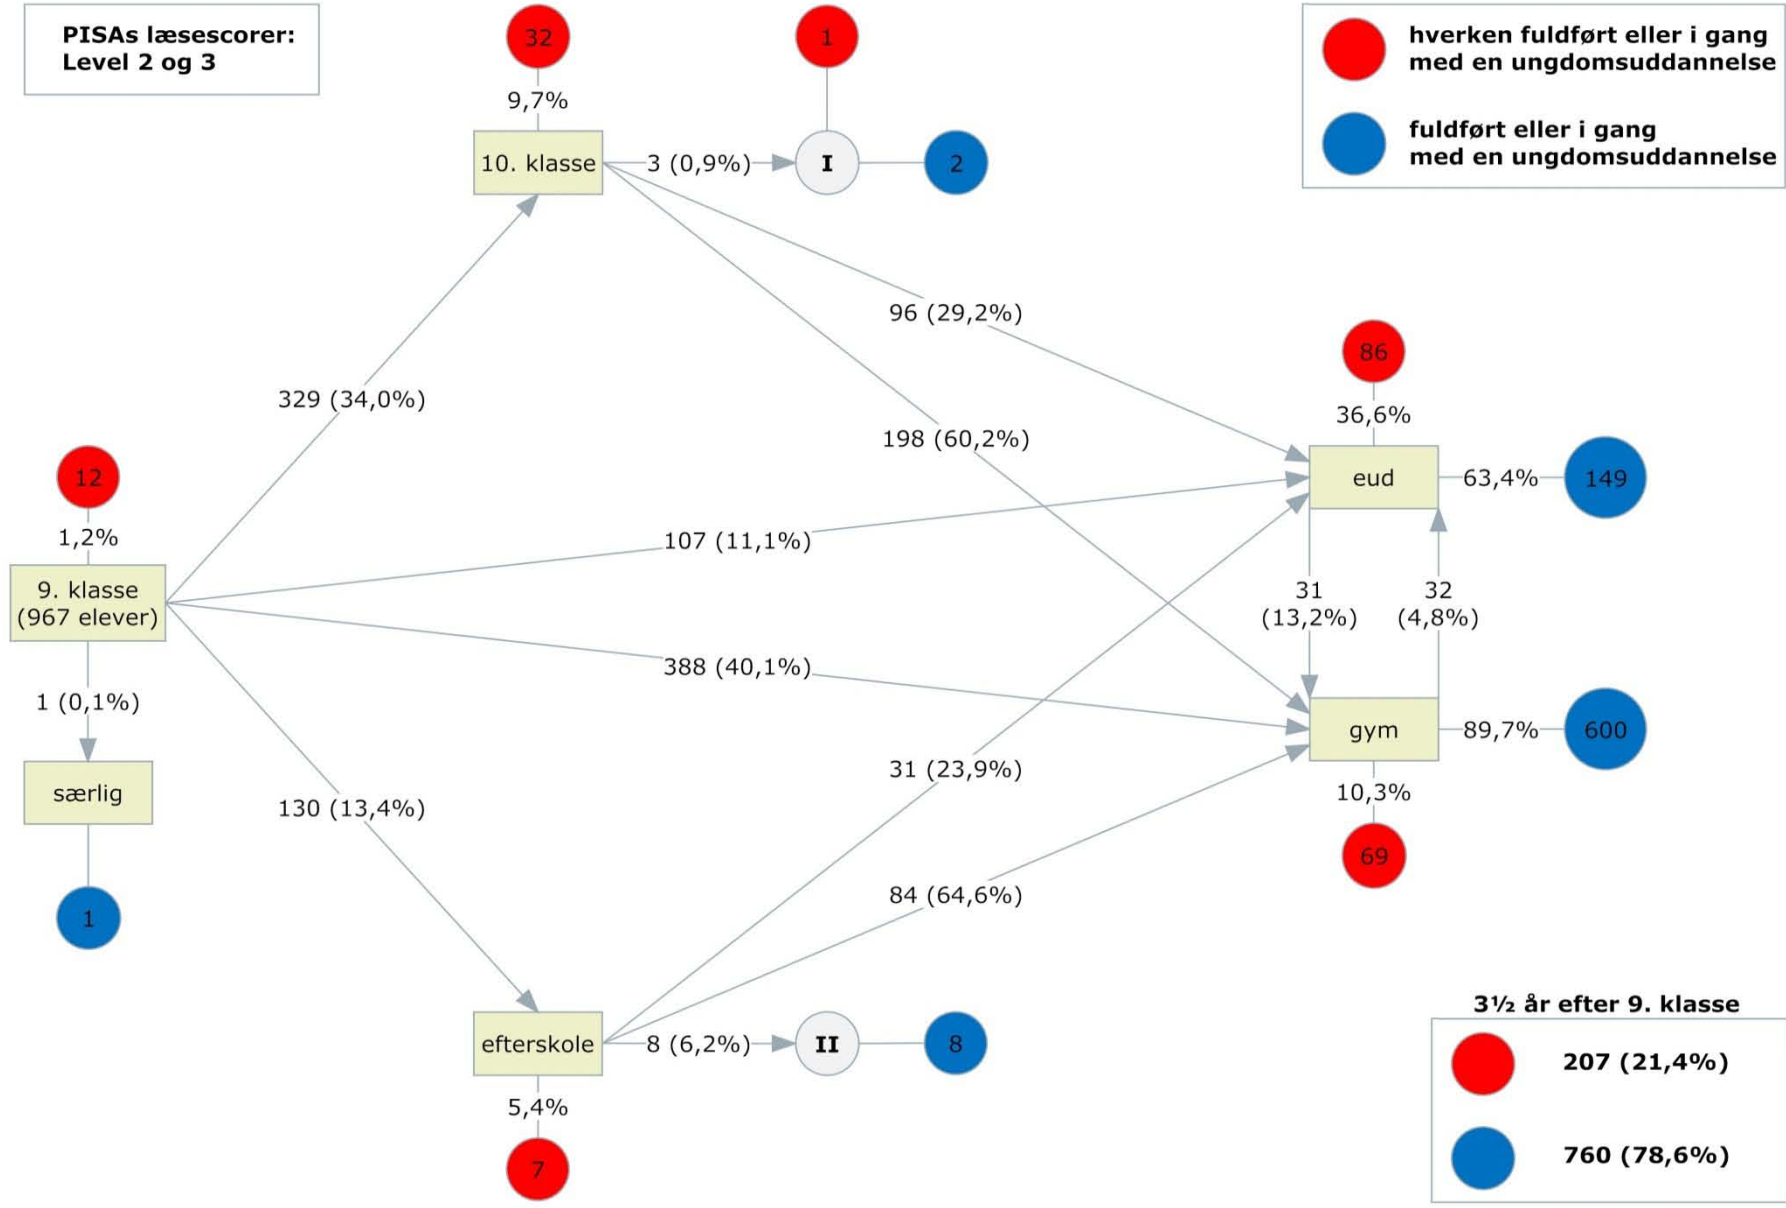 PISAs læsescorer:
Level 2 og 3
32
9,7%
10. klasse
3 (0,9%)
1
I
2
hverken fuldført eller i gang
med en ungdomsuddannelse
fuldført eller i gang
med en ungdomsuddannelse
96 (29,2%)
329 (34,0%)
198 (60,2%)
86
36,6%
eud
63,4%
149
12
1,2%
9. klasse
(967 elever)
107 (11,1%)
31
(13,2%)
32
(4,8%)
388 (40,1%)
1 (0,1%)
særlig
1
130 (13,4%)
31 (23,9%)
gym
89,7%
600
10,3%
69
84 (64,6%)
efterskole
8 (6,2%)
II
8
5,4%
7
3½ år efter 9. klasse
207 (21,4%)
760 (78,6%)